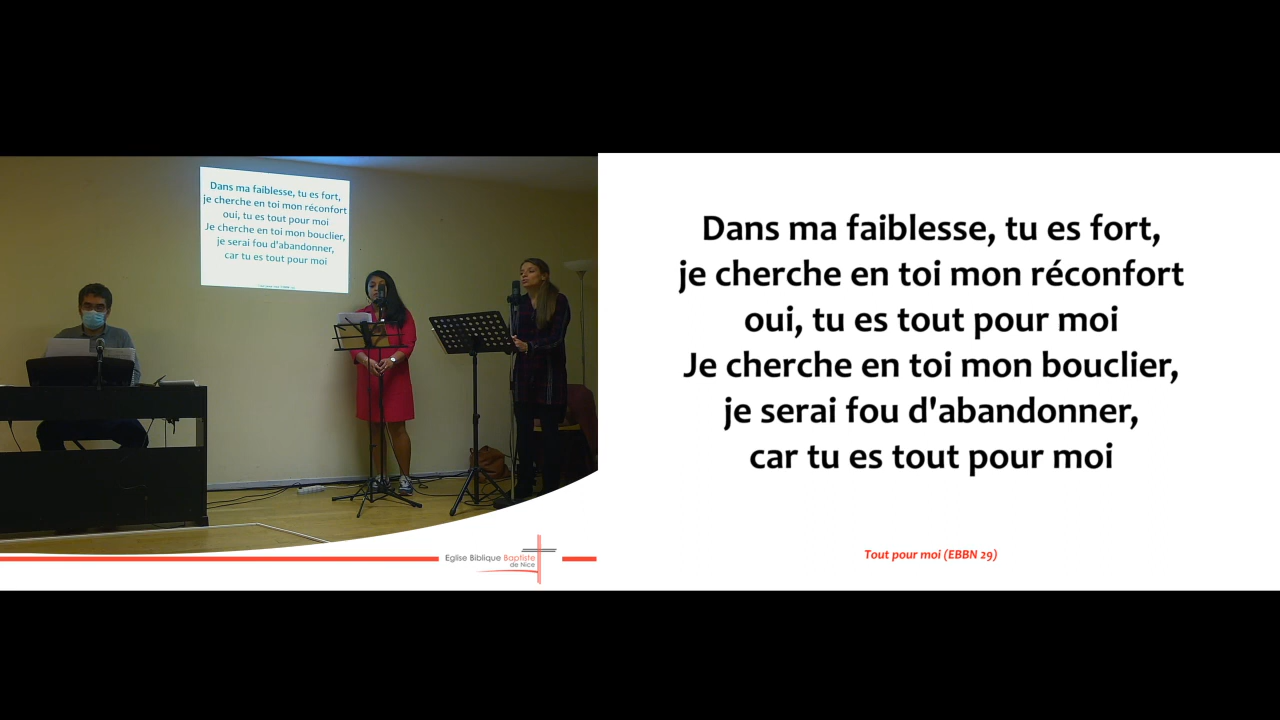 Dans ma faiblesse, tu es fort,
je cherche en toi mon réconfort
oui, tu es tout pour moi
Je cherche en toi mon bouclier,
je serai fou d'abandonner,
car tu es tout pour moi
Eglise Biblique Baptiste
de Nice
Dans ma faiblesse, tu es fort,
je cherche en toi mon réconfort
oui, tu es tout pour moi
Je cherche en toi mon bouclier,
je serai fou d'abandonner,
car tu es tout pour moi
Tout pour moi (EBBN 29)